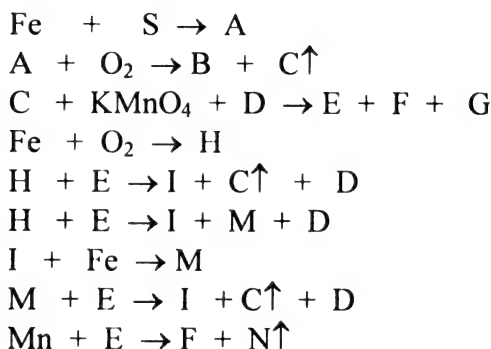 Fe + S → A
A + O₂ → B + C↑
C + KMnO₄ + D → E + F + G
Fe + O₂ → H
H + E → I + C↑ + D
H + E → I + M + D
I + Fe → M
M + E → I + C↑ + D
Mn + E → F + N↑